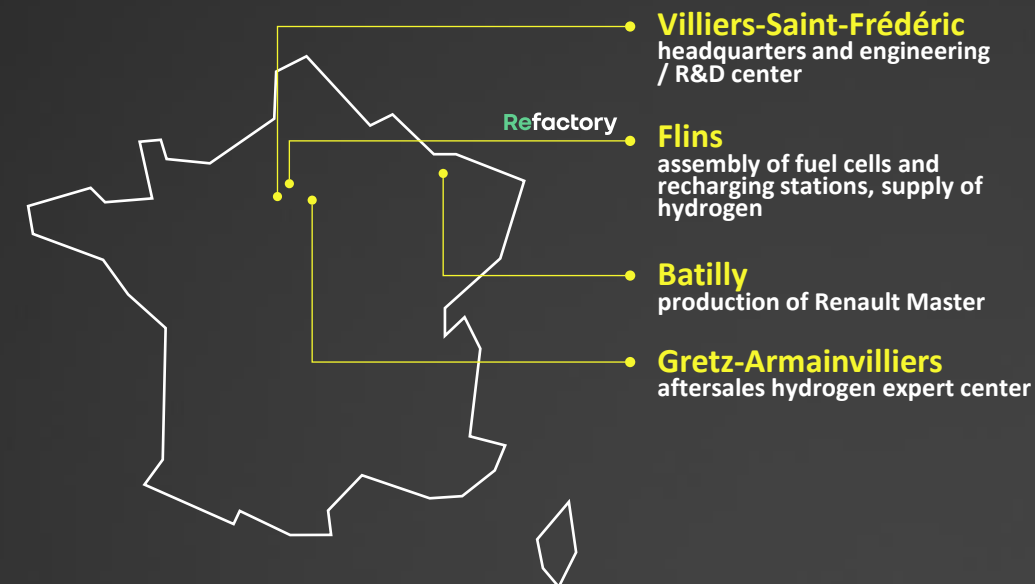 Villiers-Saint-Frédéric
headquarters and engineering
/ R&D center
Refactory
Flins
assembly of fuel cells and
recharging stations, supply of
hydrogen
Batilly
production of Renault Master
Gretz-Armainvilliers
aftersales hydrogen expert center